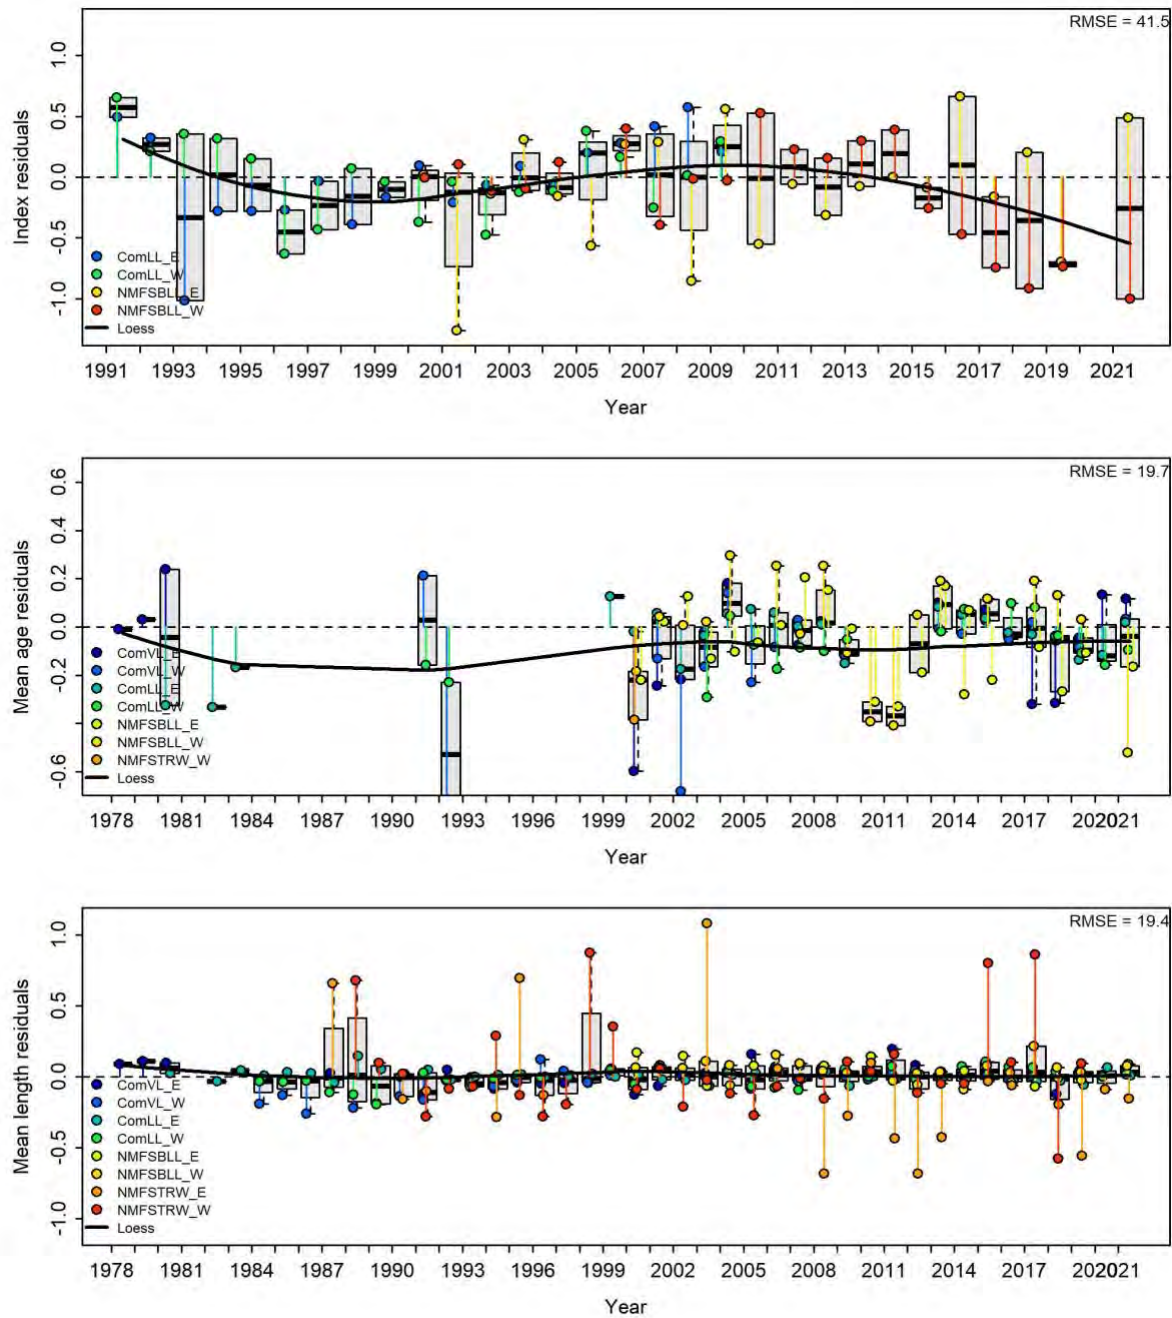 RMSE = 41.5
Index residuals
1.0
0.5
0.0
-0.5
-1.0
ComLL_E
ComLL_W
NMFSBLL_E
NMFSBLL_W
Loess
1991 1993 1995 1997 1999 2001 2003 2005 2007 2009 2011 2013 2015 2017 2019 2021
Year
RMSE = 19.7
Mean age residuals
0.6
0.4
0.2
0.0
-0.2
-0.6
ComVL_E
ComVL_W
ComLL_E
ComLL_W
NMFSBLL_E
NMFSBLL_W
NMFSTRW_W
Loess
1978 1981 1984 1987 1990 1993 1996 1999 2002 2005 2008 2011 2014 2017 2020 2021
Year
RMSE = 19.4
Mean length residuals
1.0
0.5
0.0
-0.5
-1.0
ComVL_E
ComVL_W
ComLL_E
ComLL_W
NMFSBLL_E
NMFSBLL_W
NMFSTRW_E
NMFSTRW_W
Loess
1978 1981 1984 1987 1990 1993 1996 1999 2002 2005 2008 2011 2014 2017 2020 2021
Year